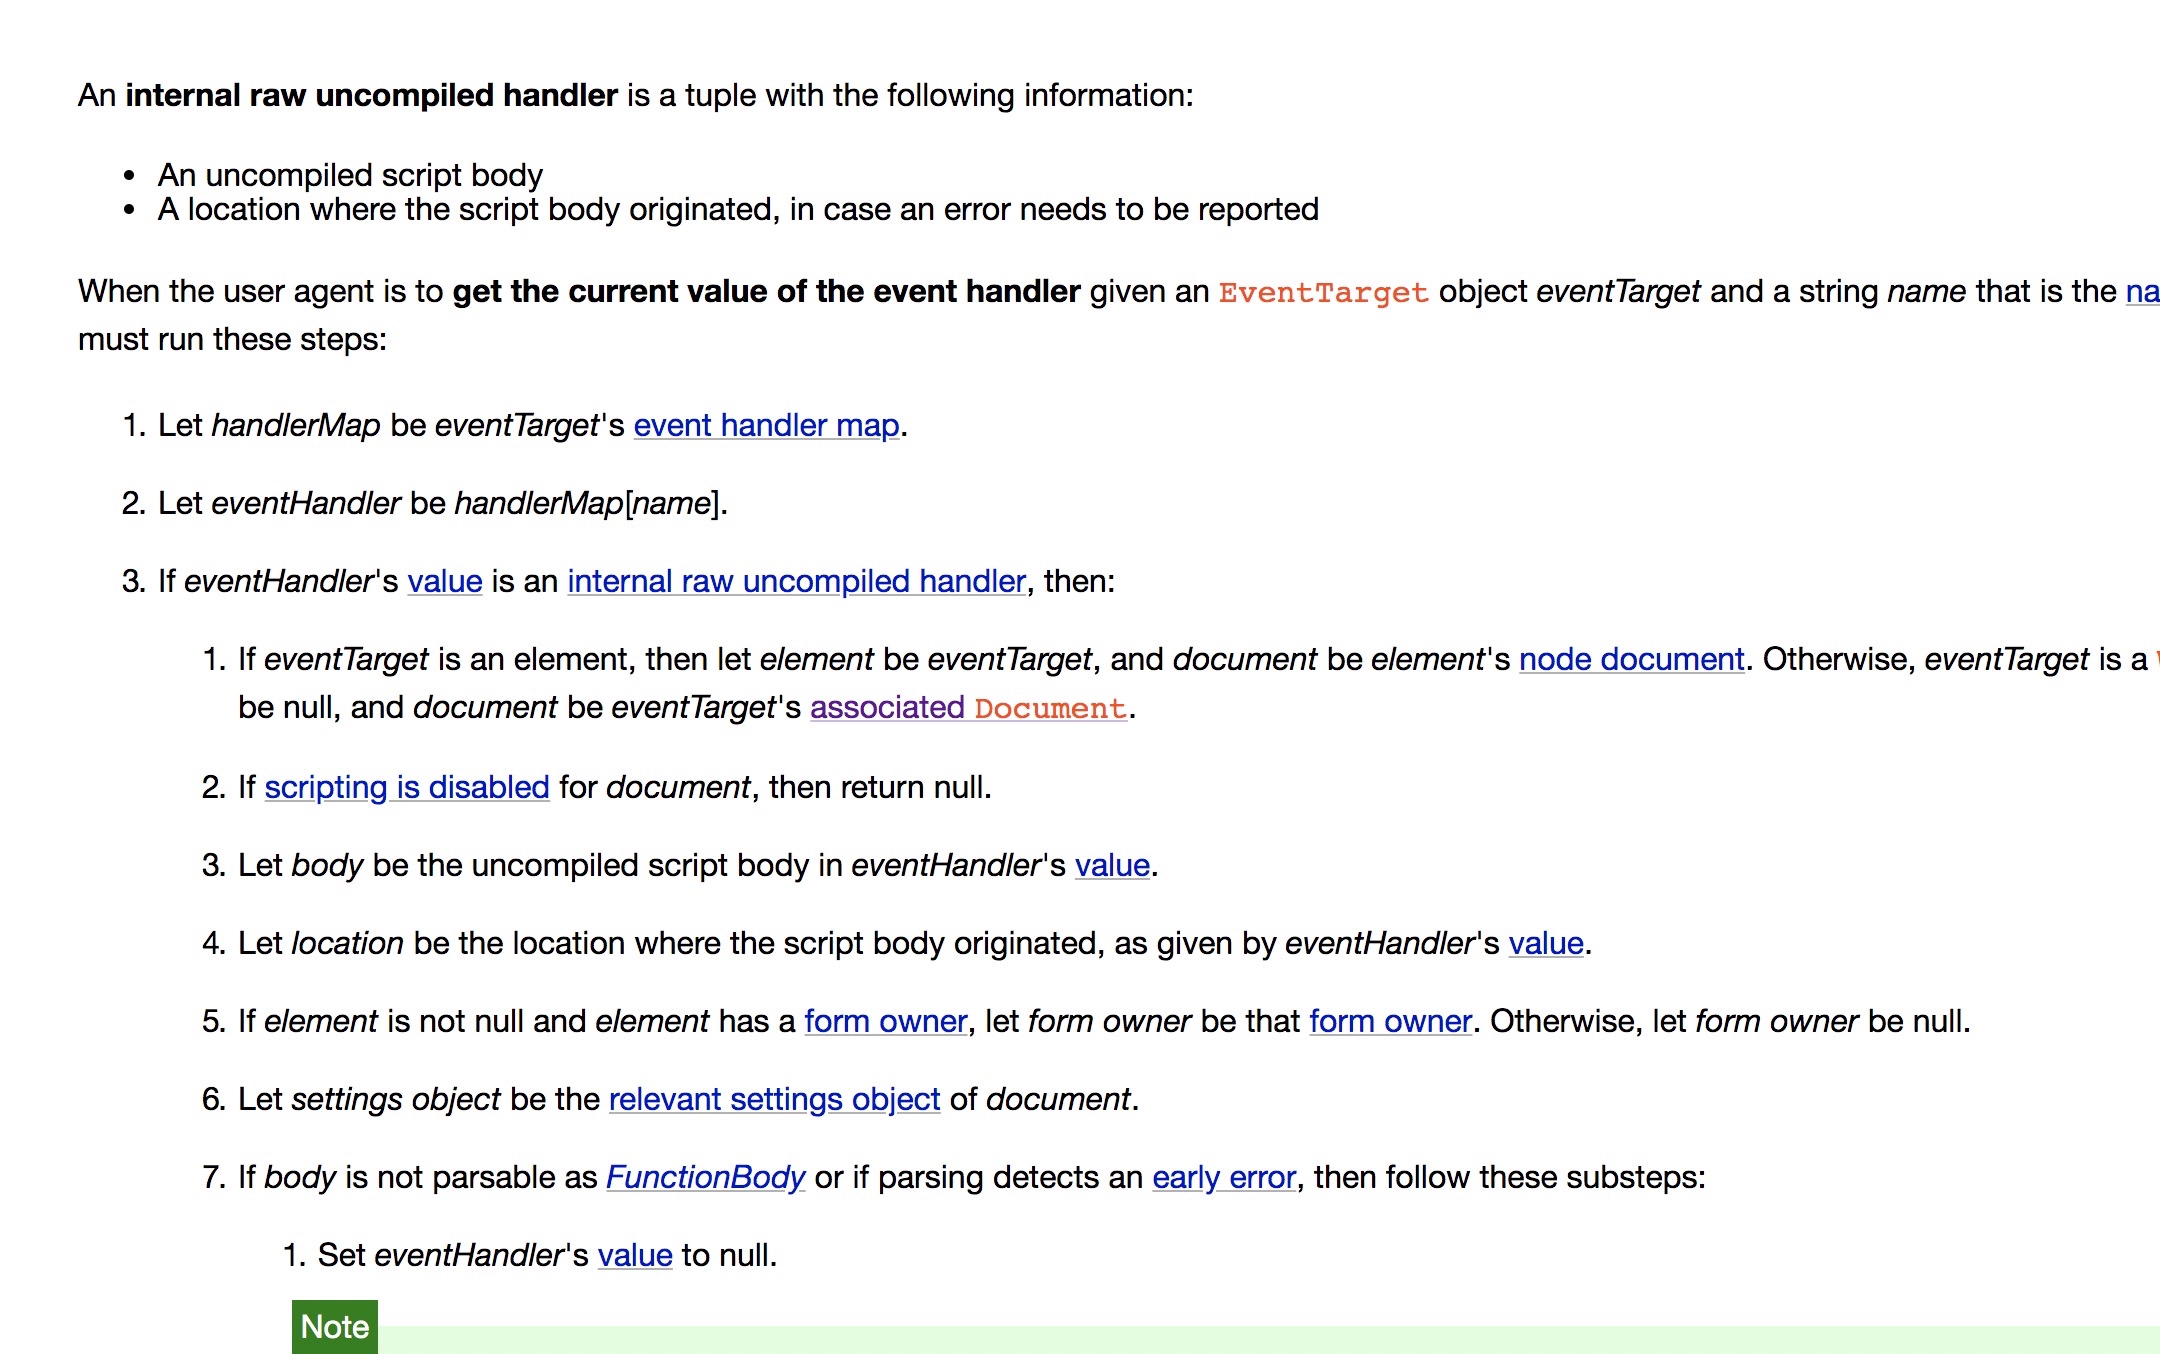 An internal raw uncompiled handler is a tuple with the following information:
• An uncompiled script body
• A location where the script body originated, in case an error needs to be reported
When the user agent is to get the current value of the event handler given an EventTarget object eventTarget and a string name that is the
must run these steps:
1. Let handlerMap be eventTarget's event handler map.
2. Let eventHandler be handlerMap[name].
3. If eventHandler's value is an internal raw uncompiled handler, then:
1. If eventTarget is an element, then let element be eventTarget, and document be element's node document. Otherwise, eventTarget is a
be null, and document be eventTarget's associated Document.
2. If scripting is disabled for document, then return null.
3. Let body be the uncompiled script body in eventHandler's value.
4. Let location be the location where the script body originated, as given by eventHandler's value.
5. If element is not null and element has a form owner, let form owner be that form owner. Otherwise, let form owner be null.
6. Let settings object be the relevant settings object of document.
7. If body is not parsable as FunctionBody or if parsing detects an early error, then follow these substeps:
1. Set eventHandler's value to null.
Note